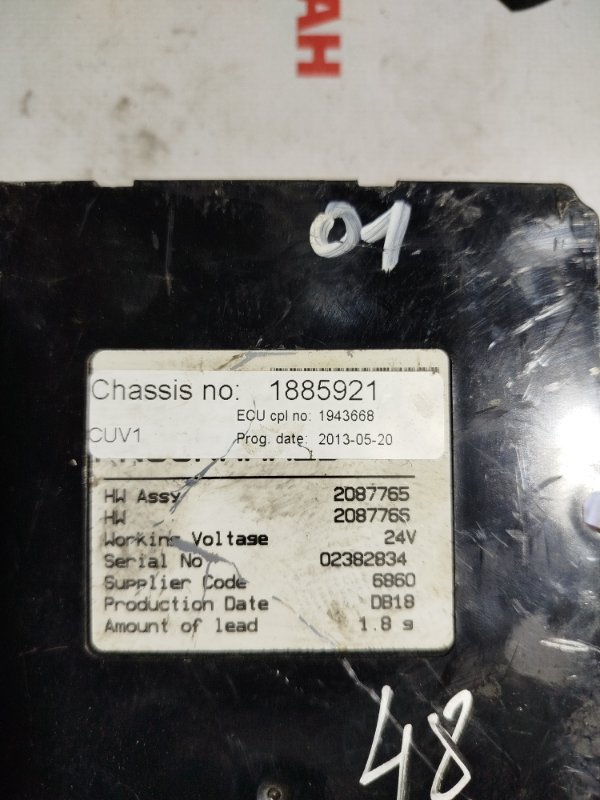 HAH
01
Chassis no: 1885921
ECU cpl no: 1943668
CUV1 Prog. date: 2013-05-20
HW Assy 2087765
HW 2087765
Working Voltage 24V
Serial No 02382834
Supplier Code 6860
Production Date DB18
Amount of lead 1.8 g
48